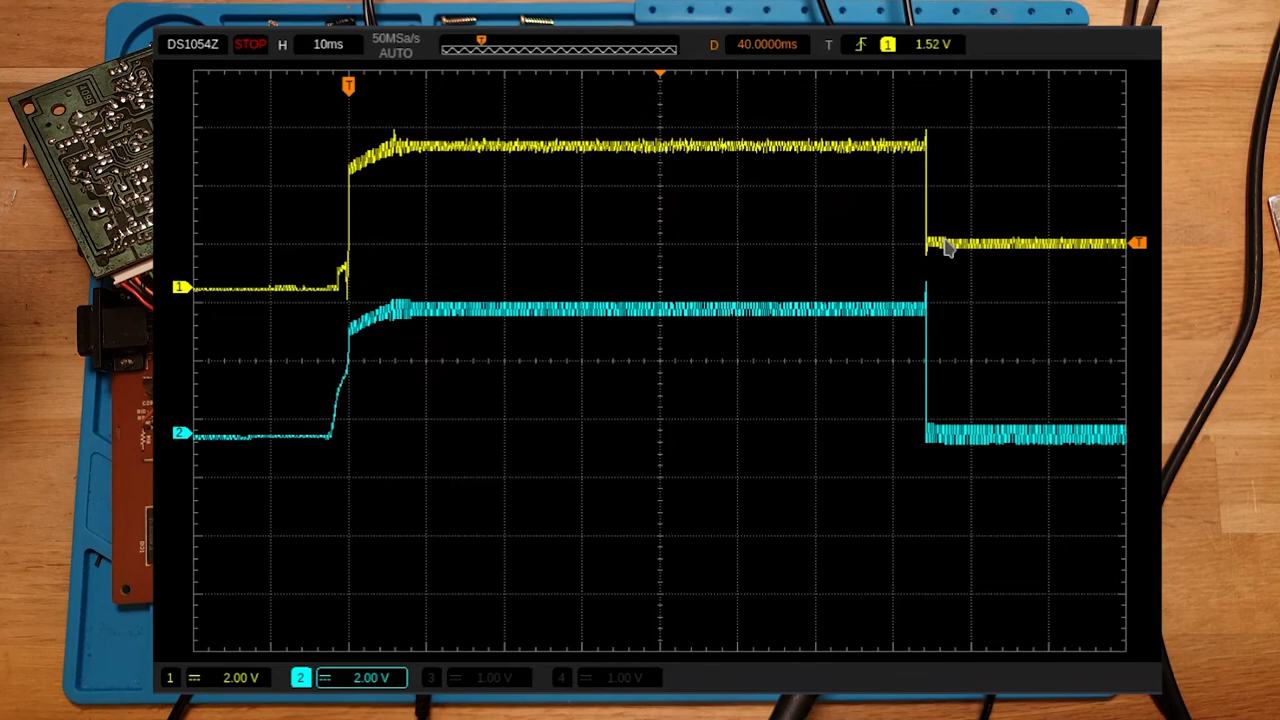 DS1054Z STOP H 10ms 50MSa/s AUTO T D 40.0000ms T 1 1.52 V
T
1
T
2
1 2.00 V 2 2.00 V 3 1.00 V 4 1.00 V